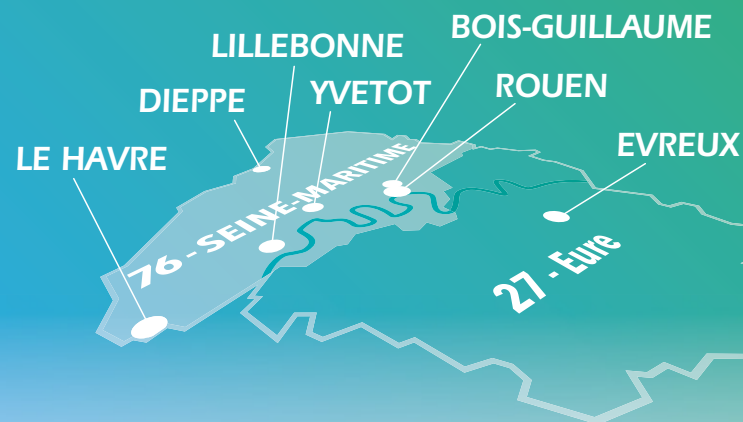 BOIS-GUILLAUME
LILLEBONNE
DIEPPE
YVETOT
ROUEN
LE HAVRE
EVREUX
76 - SEINE-MARITIME
27 - Eure